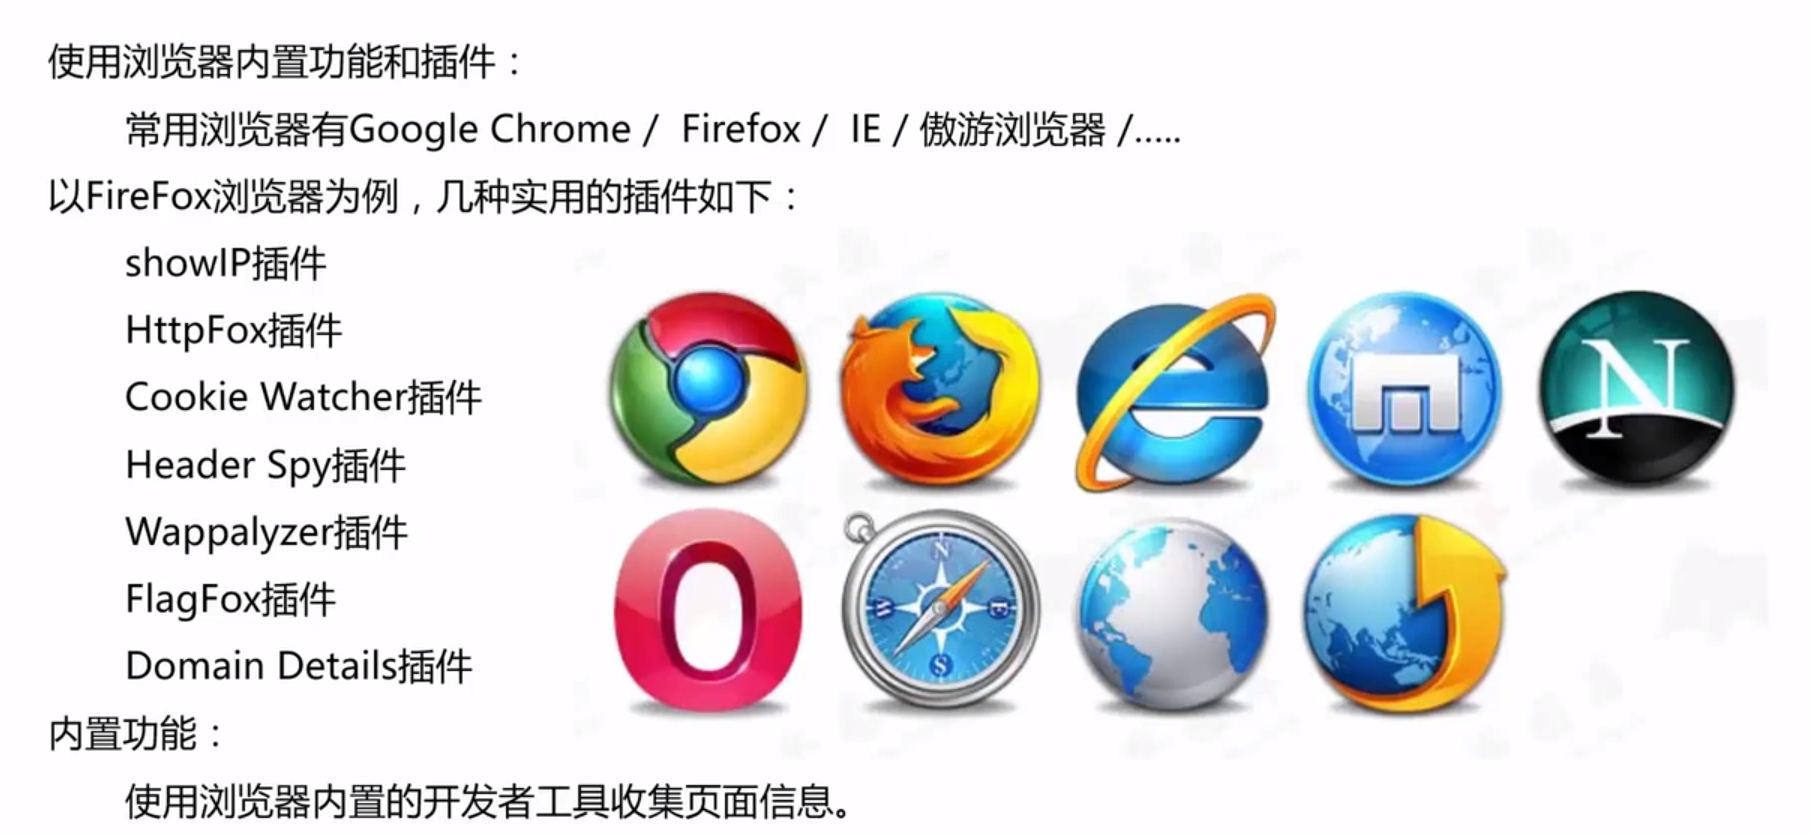 使用浏览器内置功能和插件：
常用浏览器有Google Chrome / Firefox / IE / 傲游浏览器 /.....
以FireFox浏览器为例，几种实用的插件如下：
showIP插件
HttpFox插件
Cookie Watcher插件
Header Spy插件
Wappalyzer插件
FlagFox插件
Domain Details插件
N
N
W
E
S
内置功能：
使用浏览器内置的开发者工具收集页面信息。